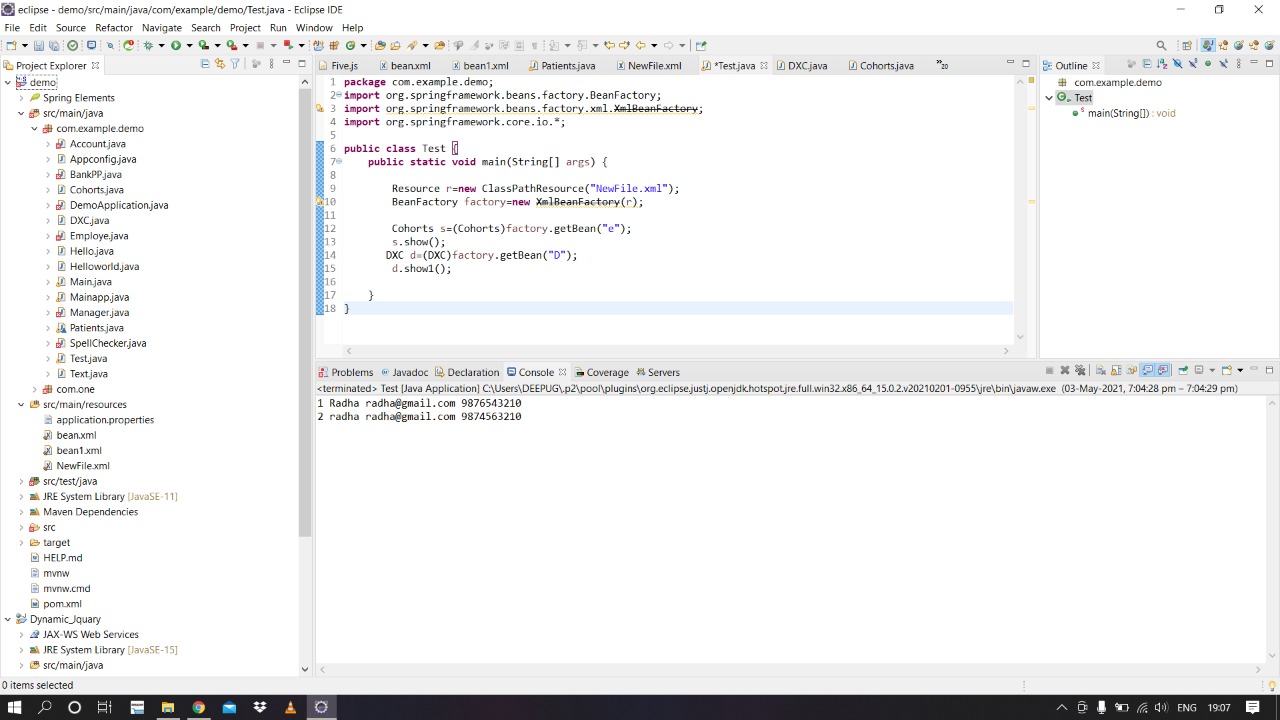 eclipse - demo/src/main/java/com/example/demo/Test.java - Eclipse IDE
File Edit Source Refactor Navigate Search Project Run Window Help
Project Explorer
demo
Spring Elements
src/main/java
com.example.demo
Account.java
Appconfig.java
BankPP.java
Cohorts.java
DemoApplication.java
DXC.java
Employe.java
Hello.java
Helloworld.java
Main.java
Mainapp.java
Manager.java
Patients.java
SpellChecker.java
Test.java
Text.java
com.one
src/main/resources
application.properties
bean.xml
bean1.xml
NewFile.xml
src/test/java
JRE System Library [JavaSE-11]
Maven Dependencies
src
target
HELP.md
mvnw
mvnw.cmd
pom.xml
Dynamic_Jquary
JAX-WS Web Services
JRE System Library [JavaSE-15]
src/main/java
Five.js bean.xml bean1.xml Patients.java NewFile.xml *Test.java DXC.java Cohorts.java »20
1 package com.example.demo;
2 import org.springframework.beans.factory.BeanFactory;
3 import org.springframework.beans.factory.xml.XmlBeanFactory;
4 import org.springframework.core.io.*;
5
6 public class Test {
7 public static void main(String[] args) {
8
9 Resource r=new ClassPathResource("NewFile.xml");
10 BeanFactory factory=new XmlBeanFactory(r);
11
12 Cohorts s=(Cohorts)factory.getBean("e");
13 s.show();
14 DXC d=(DXC)factory.getBean("D");
15 d.show1();
16
17 }
18 }
Outline
com.example.demo
Test
main(String[]) : void
Problems Javadoc Declaration Console Coverage Servers
<terminated> Test [Java Application] C:\Users\DEEPUG\.p2\pool\plugins\org.eclipse.justj.openjdk.hotspot.jre.full.win32.x86_64_15.0.2.v20210201-0955\jre\bin\javaw.exe (03-May-2021, 7:04:28 pm – 7:04:29 pm)
1 Radha radha@gmail.com 9876543210
2 radha radha@gmail.com 9874563210
0 items selected
ENG 19:07